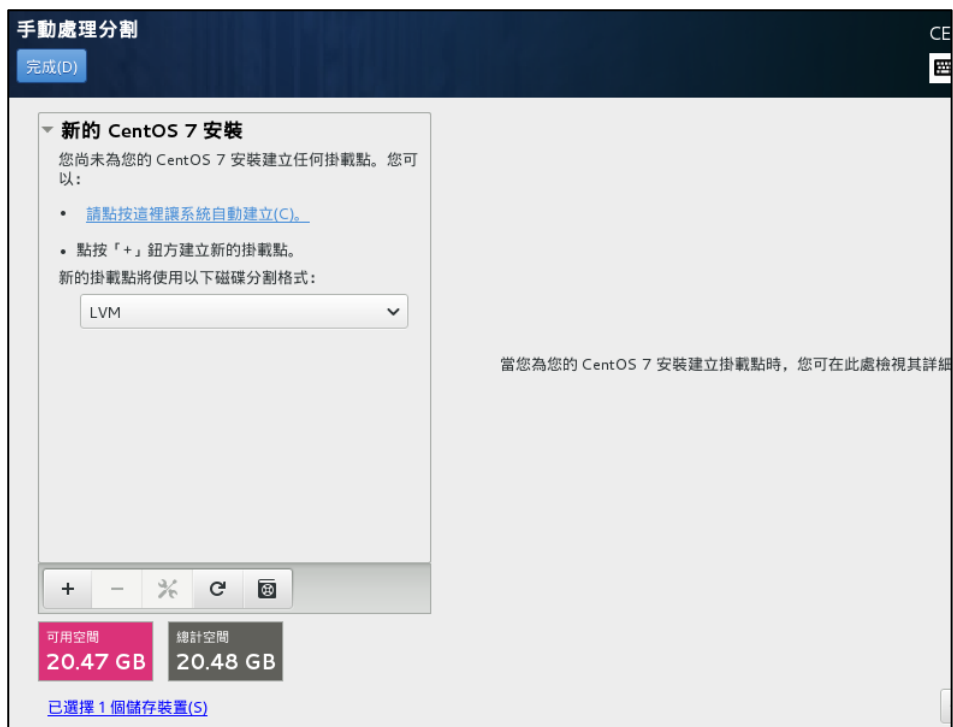 手動處理分割
CE
完成(D)
新的 CentOS 7 安裝
您尚未為您的 CentOS 7 安裝建立任何掛載點。您可
以：
• 請點按這裡讓系統自動建立(C)。
• 點按「+」鈕方建立新的掛載點。
新的掛載點將使用以下磁碟分割格式：
LVM
當您為您的 CentOS 7 安裝建立掛載點時，您可在此處檢視其詳細
可用空間
20.47 GB
總計空間
20.48 GB
已選擇 1 個儲存裝置(S)